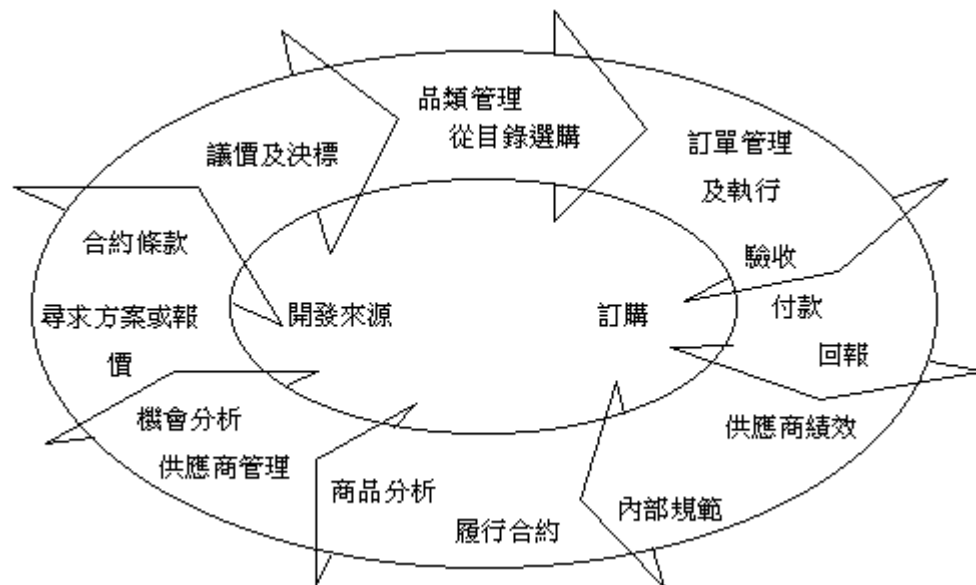 品類管理
從目錄選購
議價及決標
訂單管理
及執行
合約條款
驗收
尋求方案或報
價
開發來源
訂購
付款
回報
機會分析
供應商管理
供應商績效
商品分析
履行合約
內部規範